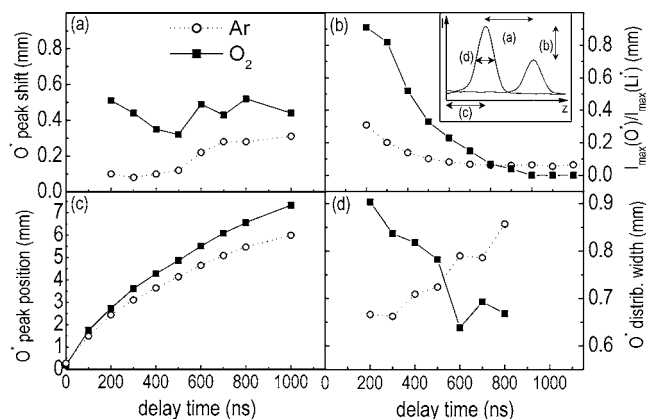 (a)
Ar
O2
O* peak shift (mm)
0.8
0.6
0.4
0.2
0.0
(b)
I
(a)
(b)
(d)
(c)
z
0.8
0.6
0.4
0.2
0.0
Imax(O*)/Imax(Li*) (mm)
(c)
O* peak position (mm)
7
6
5
4
3
2
1
0
0 200 400 600 800 1000
delay time (ns)
(d)
0.9
0.8
0.7
0.6
O* distrib. width (mm)
200 400 600 800 1000
delay time (ns)